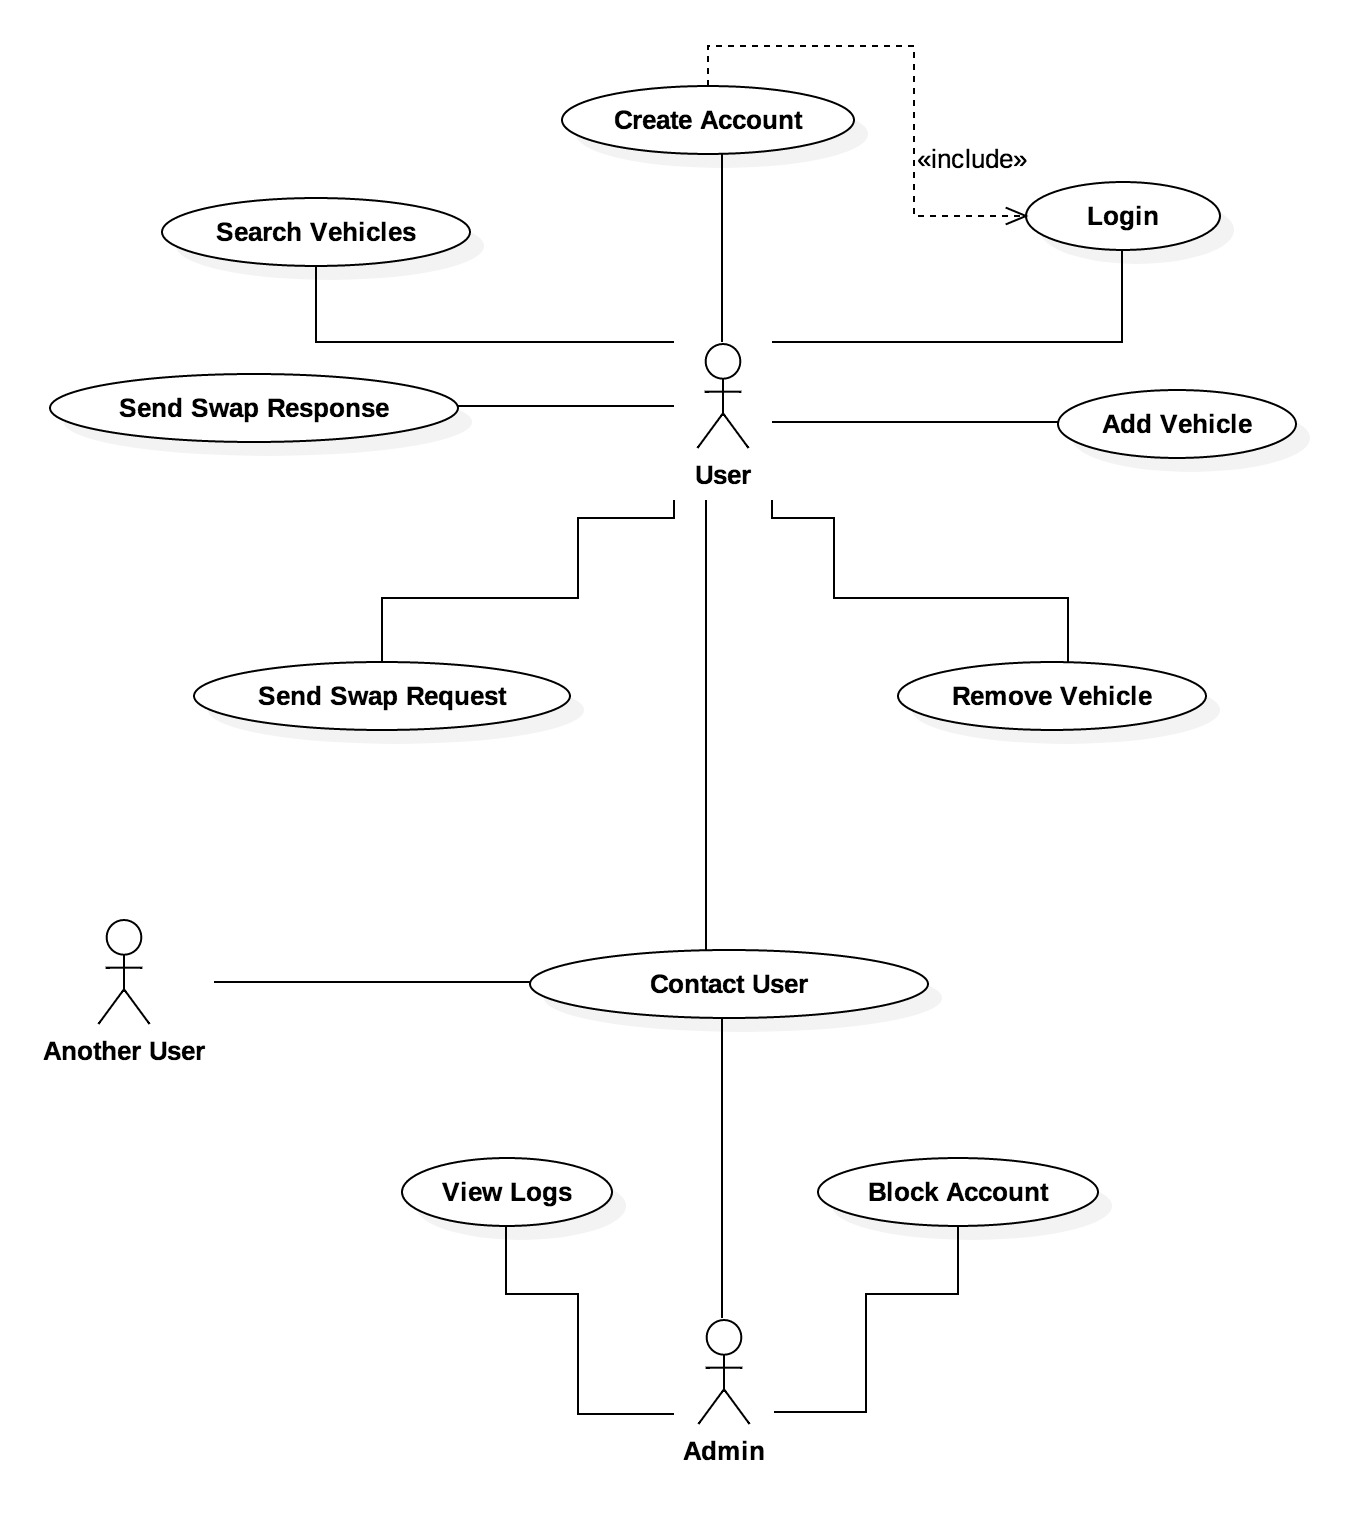 Create Account
«include»
Login
Search Vehicles
Send Swap Response
Add Vehicle
User
Send Swap Request
Remove Vehicle
Contact User
Another User
View Logs
Block Account
Admin